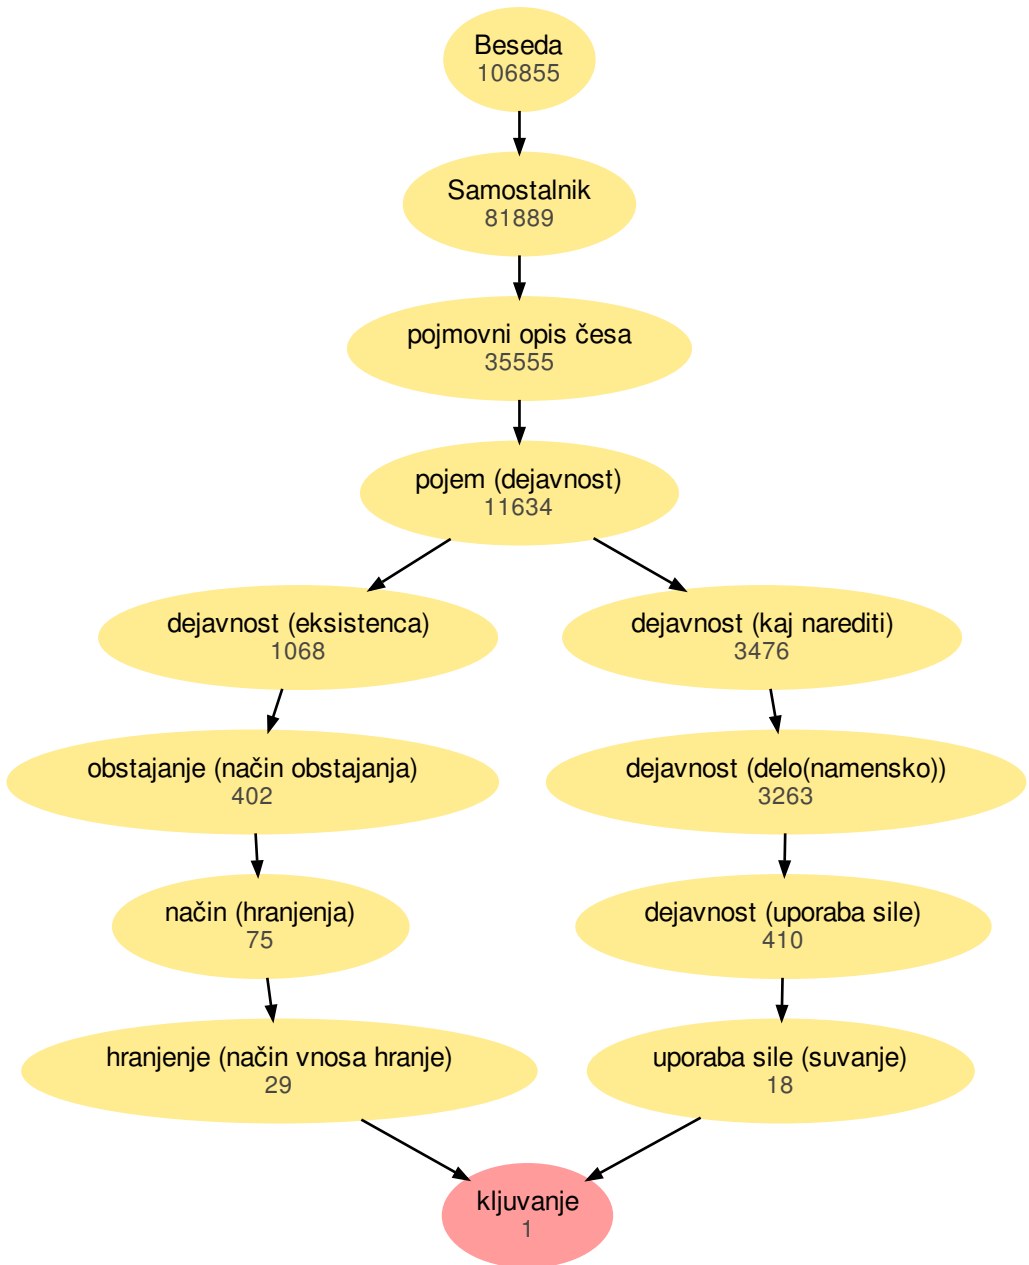 Beseda
106855
Samostalnik
81889
pojmovni opis česa
35555
pojem (dejavnost)
11634
dejavnost (eksistenca)
1068
dejavnost (kaj narediti)
3476
obstajanje (način obstajanja)
402
dejavnost (delo(namensko))
3263
način (hranjenja)
75
dejavnost (uporaba sile)
410
hranjenje (način vnosa hranje)
29
uporaba sile (suvanje)
18
kljuvanje
1